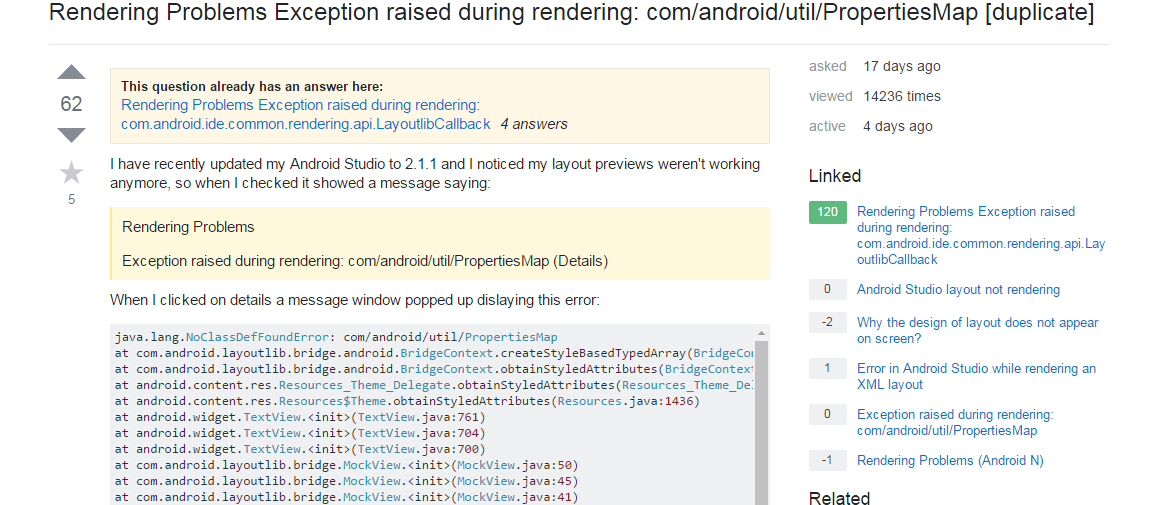 Rendering Problems Exception raised during rendering: com/android/util/PropertiesMap [duplicate]
62
5
This question already has an answer here:
Rendering Problems Exception raised during rendering:
com.android.ide.common.rendering.api.LayoutlibCallback 4 answers
I have recently updated my Android Studio to 2.1.1 and I noticed my layout previews weren't working
anymore, so when I checked it showed a message saying:
Rendering Problems
Exception raised during rendering: com/android/util/PropertiesMap (Details)
When I clicked on details a message window popped up dislaying this error:
java.lang.NoClassDefFoundError: com/android/util/PropertiesMap
at com.android.layoutlib.bridge.android.BridgeContext.createStyleBasedTypedArray(BridgeCon
at com.android.layoutlib.bridge.android.BridgeContext.obtainStyledAttributes(BridgeContext
at android.content.res.Resources_Theme_Delegate.obtainStyledAttributes(Resources_Theme_Del
at android.content.res.Resources$Theme.obtainStyledAttributes(Resources.java:1436)
at android.widget.TextView.<init>(TextView.java:761)
at android.widget.TextView.<init>(TextView.java:704)
at android.widget.TextView.<init>(TextView.java:700)
at com.android.layoutlib.bridge.MockView.<init>(MockView.java:50)
at com.android.layoutlib.bridge.MockView.<init>(MockView.java:45)
at com.android.layoutlib.bridge.MockView.<init>(MockView.java:41)
asked 17 days ago
viewed 14236 times
active 4 days ago
Linked
120 Rendering Problems Exception raised
during rendering:
com.android.ide.common.rendering.api.Lay
outlibCallback
0 Android Studio layout not rendering
-2 Why the design of layout does not appear
on screen?
1 Error in Android Studio while rendering an
XML layout
0 Exception raised during rendering:
com/android/util/PropertiesMap
-1 Rendering Problems (Android N)
Related